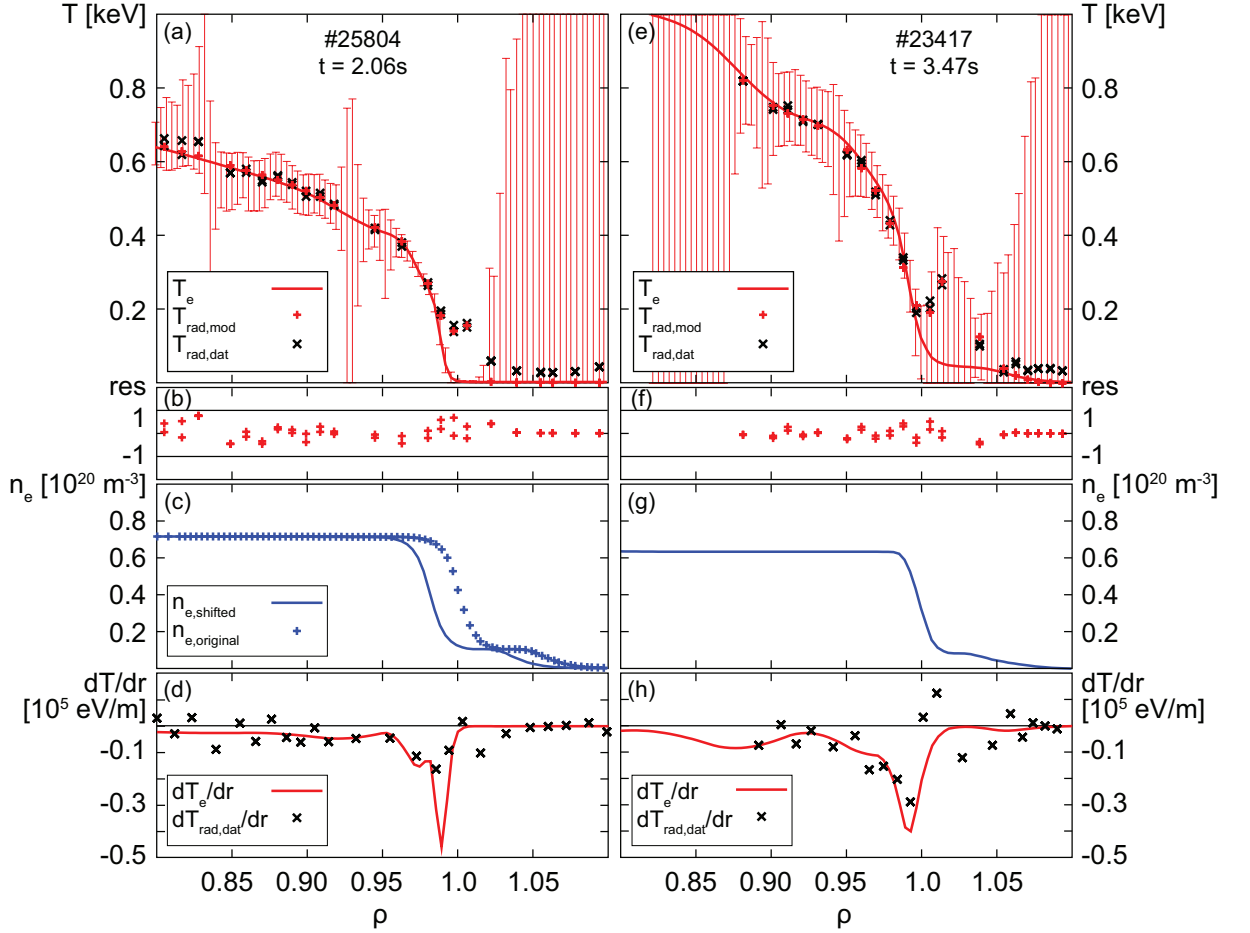 T [keV]
(a)
#25804
t = 2.06s
0.8
0.6
0.4
0.2
T_e
T_rad,mod
T_rad,dat
(e)
#23417
t = 3.47s
T [keV]
0.8
0.6
0.4
0.2
T_e
T_rad,mod
T_rad,dat
res
(b)
1
-1
(f)
res
1
-1
n_e [10^20 m^-3]
(c)
0.8
0.6
0.4
0.2
n_e,shifted
n_e,original
(g)
n_e [10^20 m^-3]
0.8
0.6
0.4
0.2
dT/dr
[10^5 eV/m]
(d)
-0.1
-0.3
-0.5
dT_e/dr
dT_rad,dat/dr
(h)
dT/dr
[10^5 eV/m]
-0.1
-0.3
-0.5
dT_e/dr
dT_rad,dat/dr
0.85 0.90 0.95 1.0 1.05
0.85 0.90 0.95 1.0 1.05
ρ
ρ